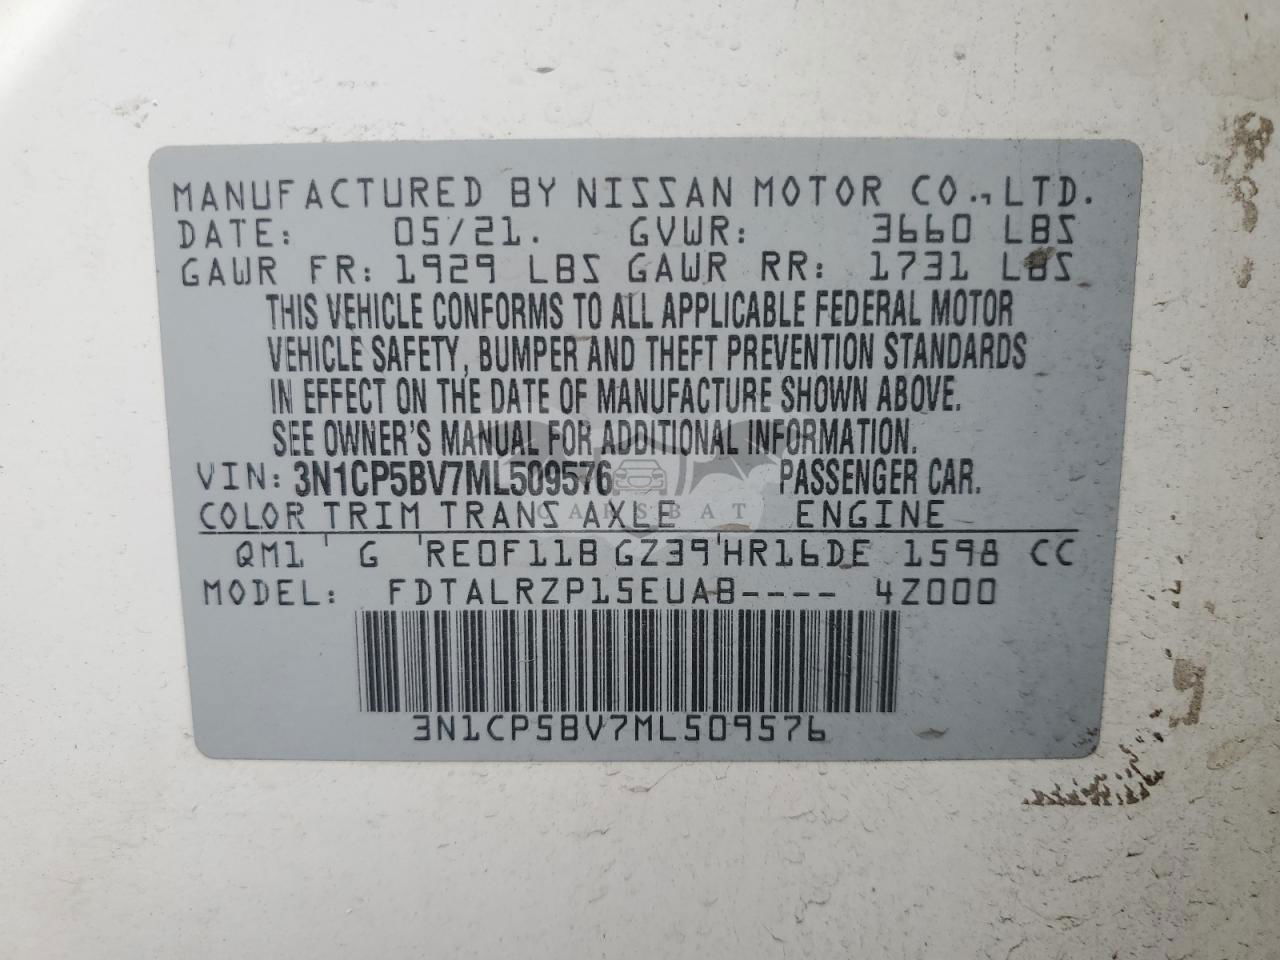 MANUFACTURED BY NISSAN MOTOR CO., LTD.
DATE: 05/21. GVWR: 3660 LBS
GAWR FR: 1929 LBS GAWR RR: 1731 LBS
THIS VEHICLE CONFORMS TO ALL APPLICABLE FEDERAL MOTOR
VEHICLE SAFETY, BUMPER AND THEFT PREVENTION STANDARDS
IN EFFECT ON THE DATE OF MANUFACTURE SHOWN ABOVE.
SEE OWNER'S MANUAL FOR ADDITIONAL INFORMATION.
VIN: 3N1CP5BV7ML509576 PASSENGER CAR.
CARSBAT
COLOR TRIM TRANS AXLE ENGINE
QM1 G RE0F11B GZ39 HR16DE 1598 CC
MODEL: FDTALRZP15EUAB---- 4Z000
3N1CP5BV7ML509576